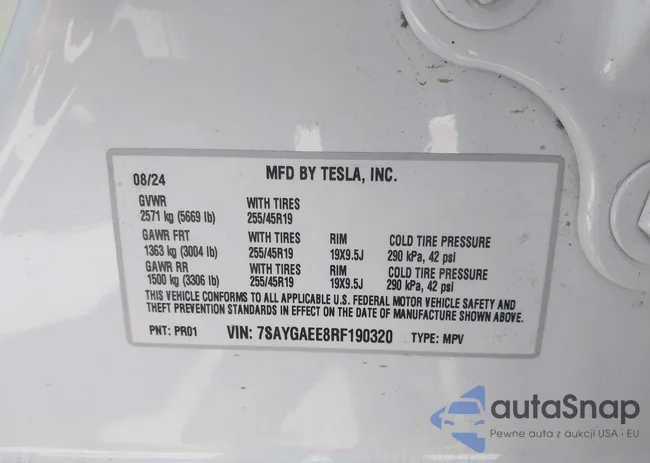 08/24 MFD BY TESLA, INC.
GVWR WITH TIRES
2571 kg (5669 lb) 255/45R19
GAWR FRT WITH TIRES RIM COLD TIRE PRESSURE
1363 kg (3004 lb) 255/45R19 19X9.5J 290 kPa, 42 psi
GAWR RR WITH TIRES RIM COLD TIRE PRESSURE
1500 kg (3306 lb) 255/45R19 19X9.5J 290 kPa, 42 psi
THIS VEHICLE CONFORMS TO ALL APPLICABLE U.S. FEDERAL MOTOR VEHICLE SAFETY AND
THEFT PREVENTION STANDARDS IN EFFECT ON THE DATE OF MANUFACTURE SHOWN ABOVE.
PNT: PR01 VIN: 7SAYGAEE8RF190320 TYPE: MPV
autaSnap
Pewne auta z aukcji USA i EU